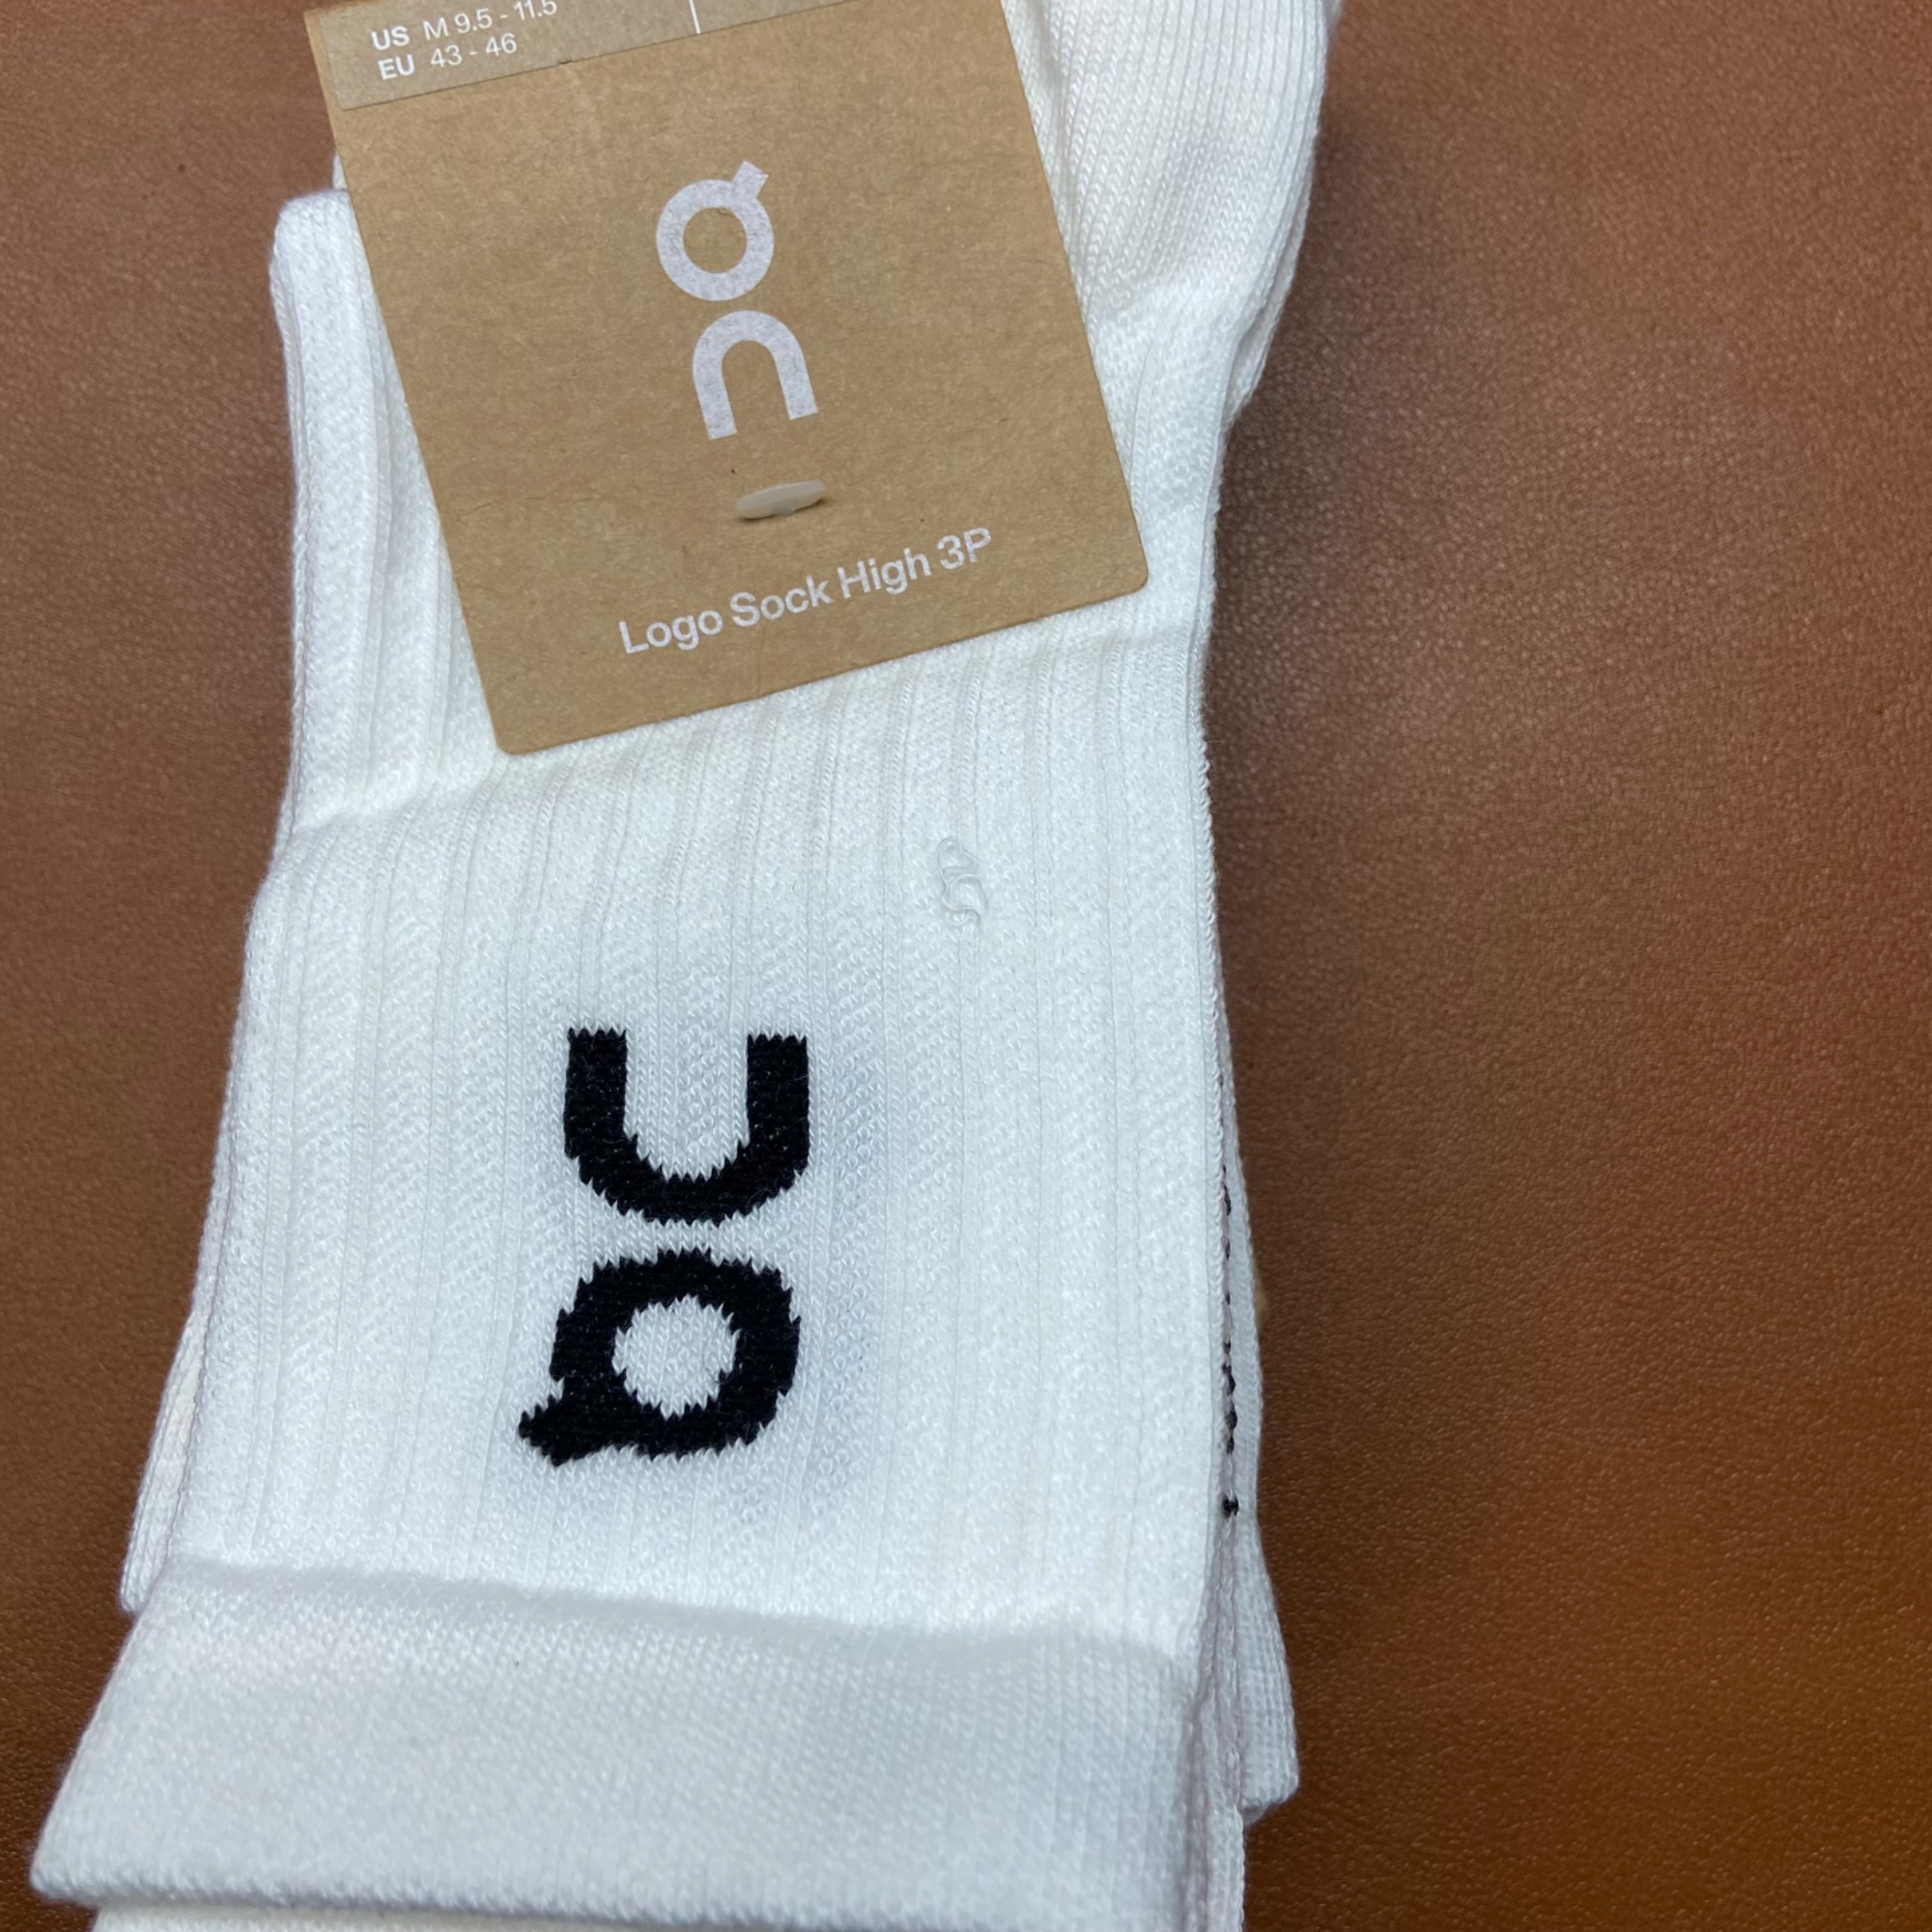 US M 9.5 - 11.5
EU 43 - 46
on
Logo Sock High 3P
on